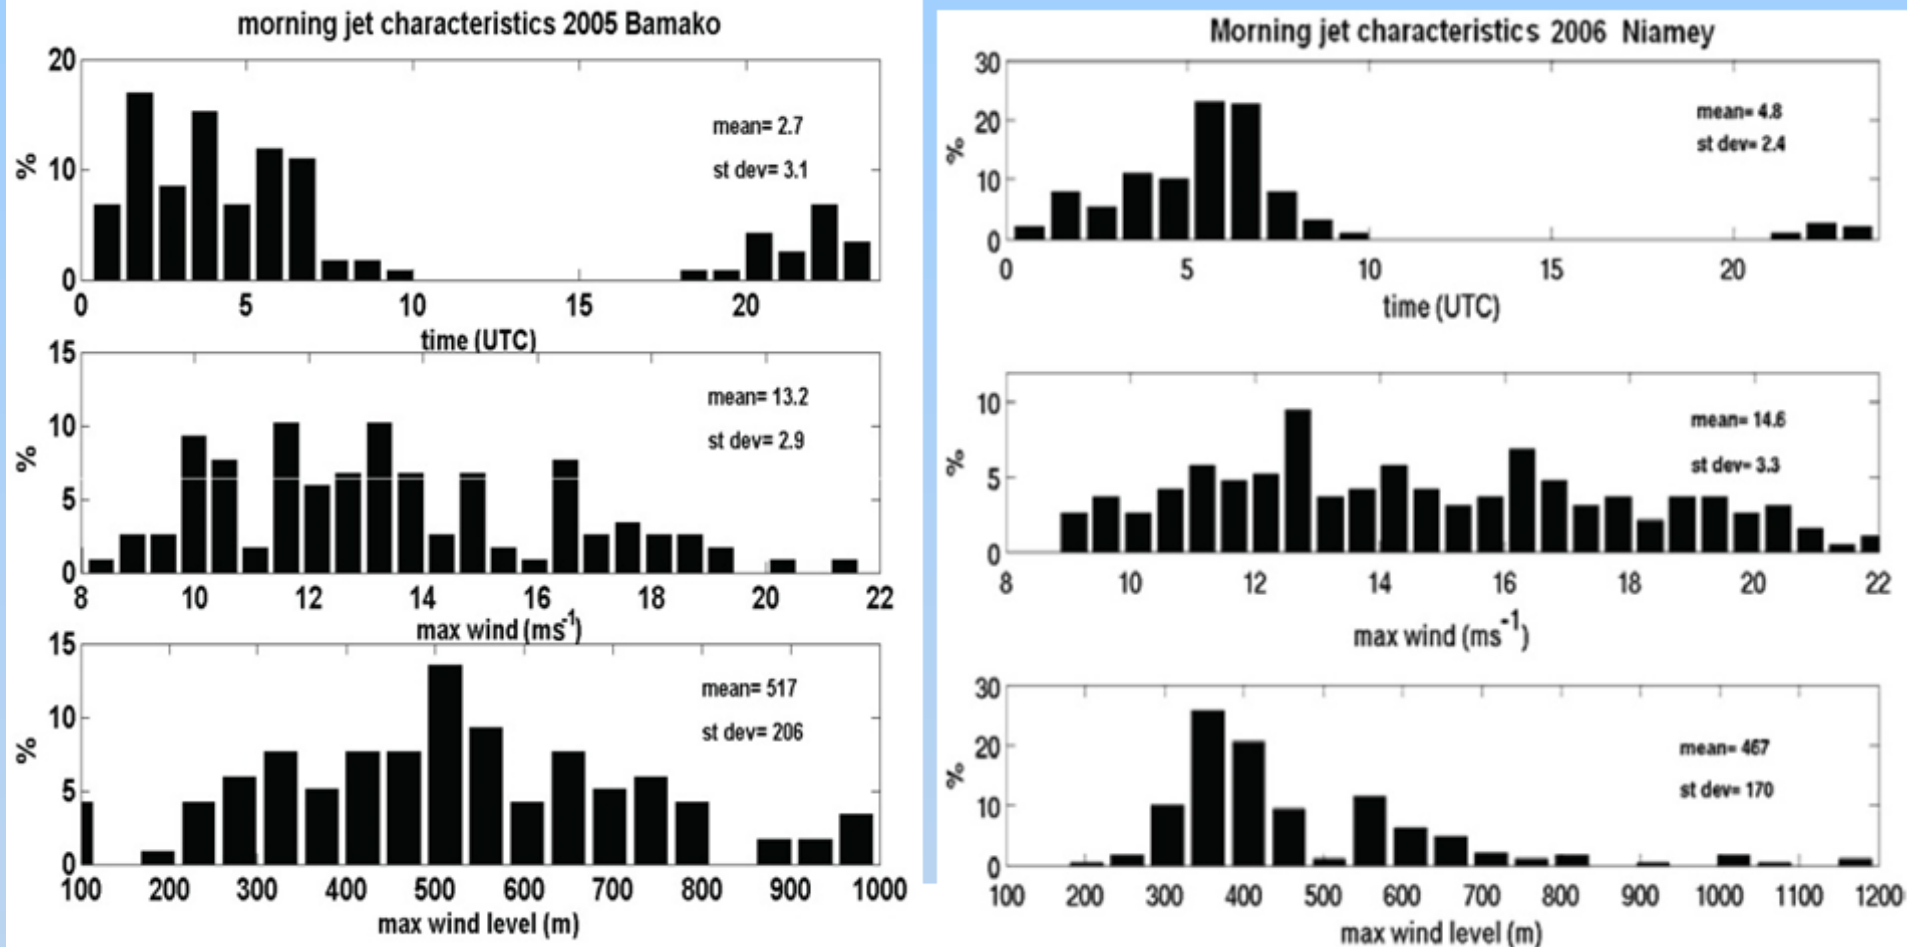 morning jet characteristics 2005 Bamako
20
10
0
%
mean= 2.7
st dev= 3.1
0 5 10 15 20
time (UTC)
15
10
5
0
%
mean= 13.2
st dev= 2.9
8 10 12 14 16 18 20 22
max wind (ms-1)
15
10
5
0
%
mean= 517
st dev= 206
100 200 300 400 500 600 700 800 900 1000
max wind level (m)
Morning jet characteristics 2006 Niamey
30
20
10
0
%
mean= 4.8
st dev= 2.4
0 5 10 15 20
time (UTC)
10
5
0
%
mean= 14.6
st dev= 3.3
8 10 12 14 16 18 20 22
max wind (ms-1)
30
20
10
0
%
mean= 467
st dev= 170
100 200 300 400 500 600 700 800 900 1000 1100 1200
max wind level (m)